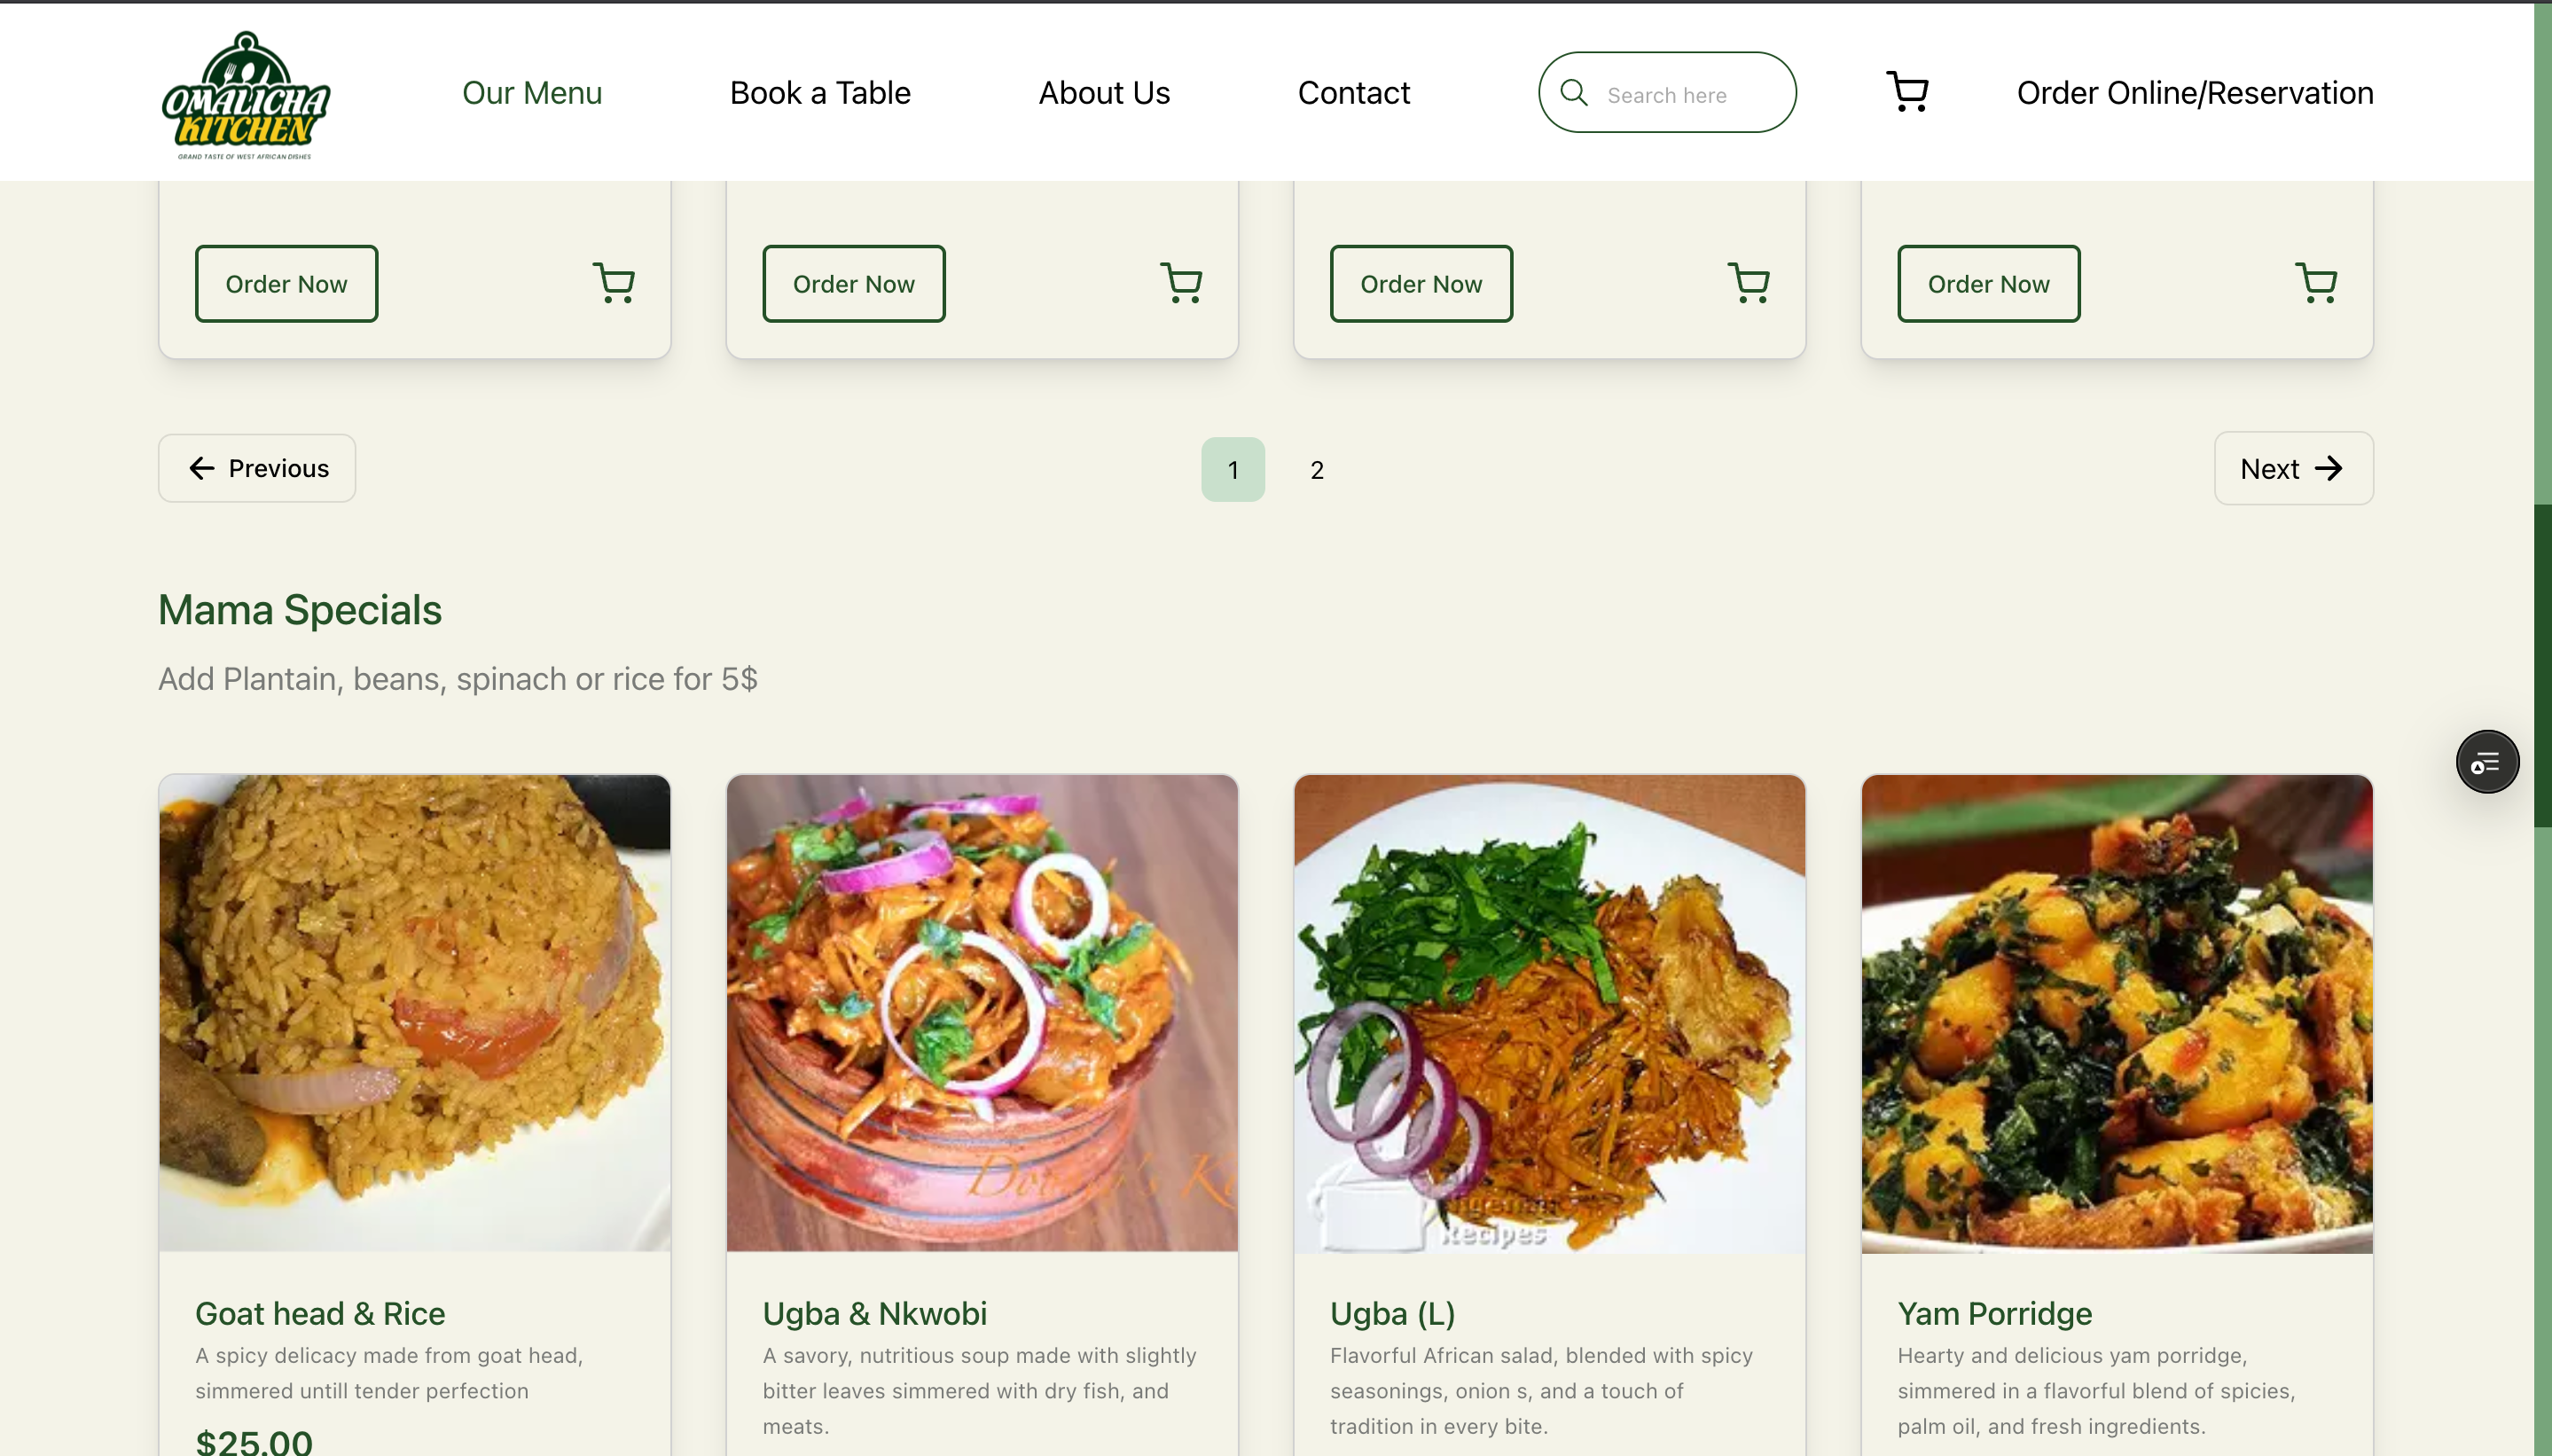 OMALICHA
KITCHEN
GRAND TASTE OF WEST AFRICAN DISHES
Our Menu
Book a Table
About Us
Contact
Search here
Order Online/Reservation
Order Now
Order Now
Order Now
Order Now
Previous
1
2
Next
Mama Specials
Add Plantain, beans, spinach or rice for 5$
Recipes
Goat head & Rice
A spicy delicacy made from goat head,
simmered untill tender perfection
$25.00
Ugba & Nkwobi
A savory, nutritious soup made with slightly
bitter leaves simmered with dry fish, and
meats.
Ugba (L)
Flavorful African salad, blended with spicy
seasonings, onion s, and a touch of
tradition in every bite.
Yam Porridge
Hearty and delicious yam porridge,
simmered in a flavorful blend of spicies,
palm oil, and fresh ingredients.